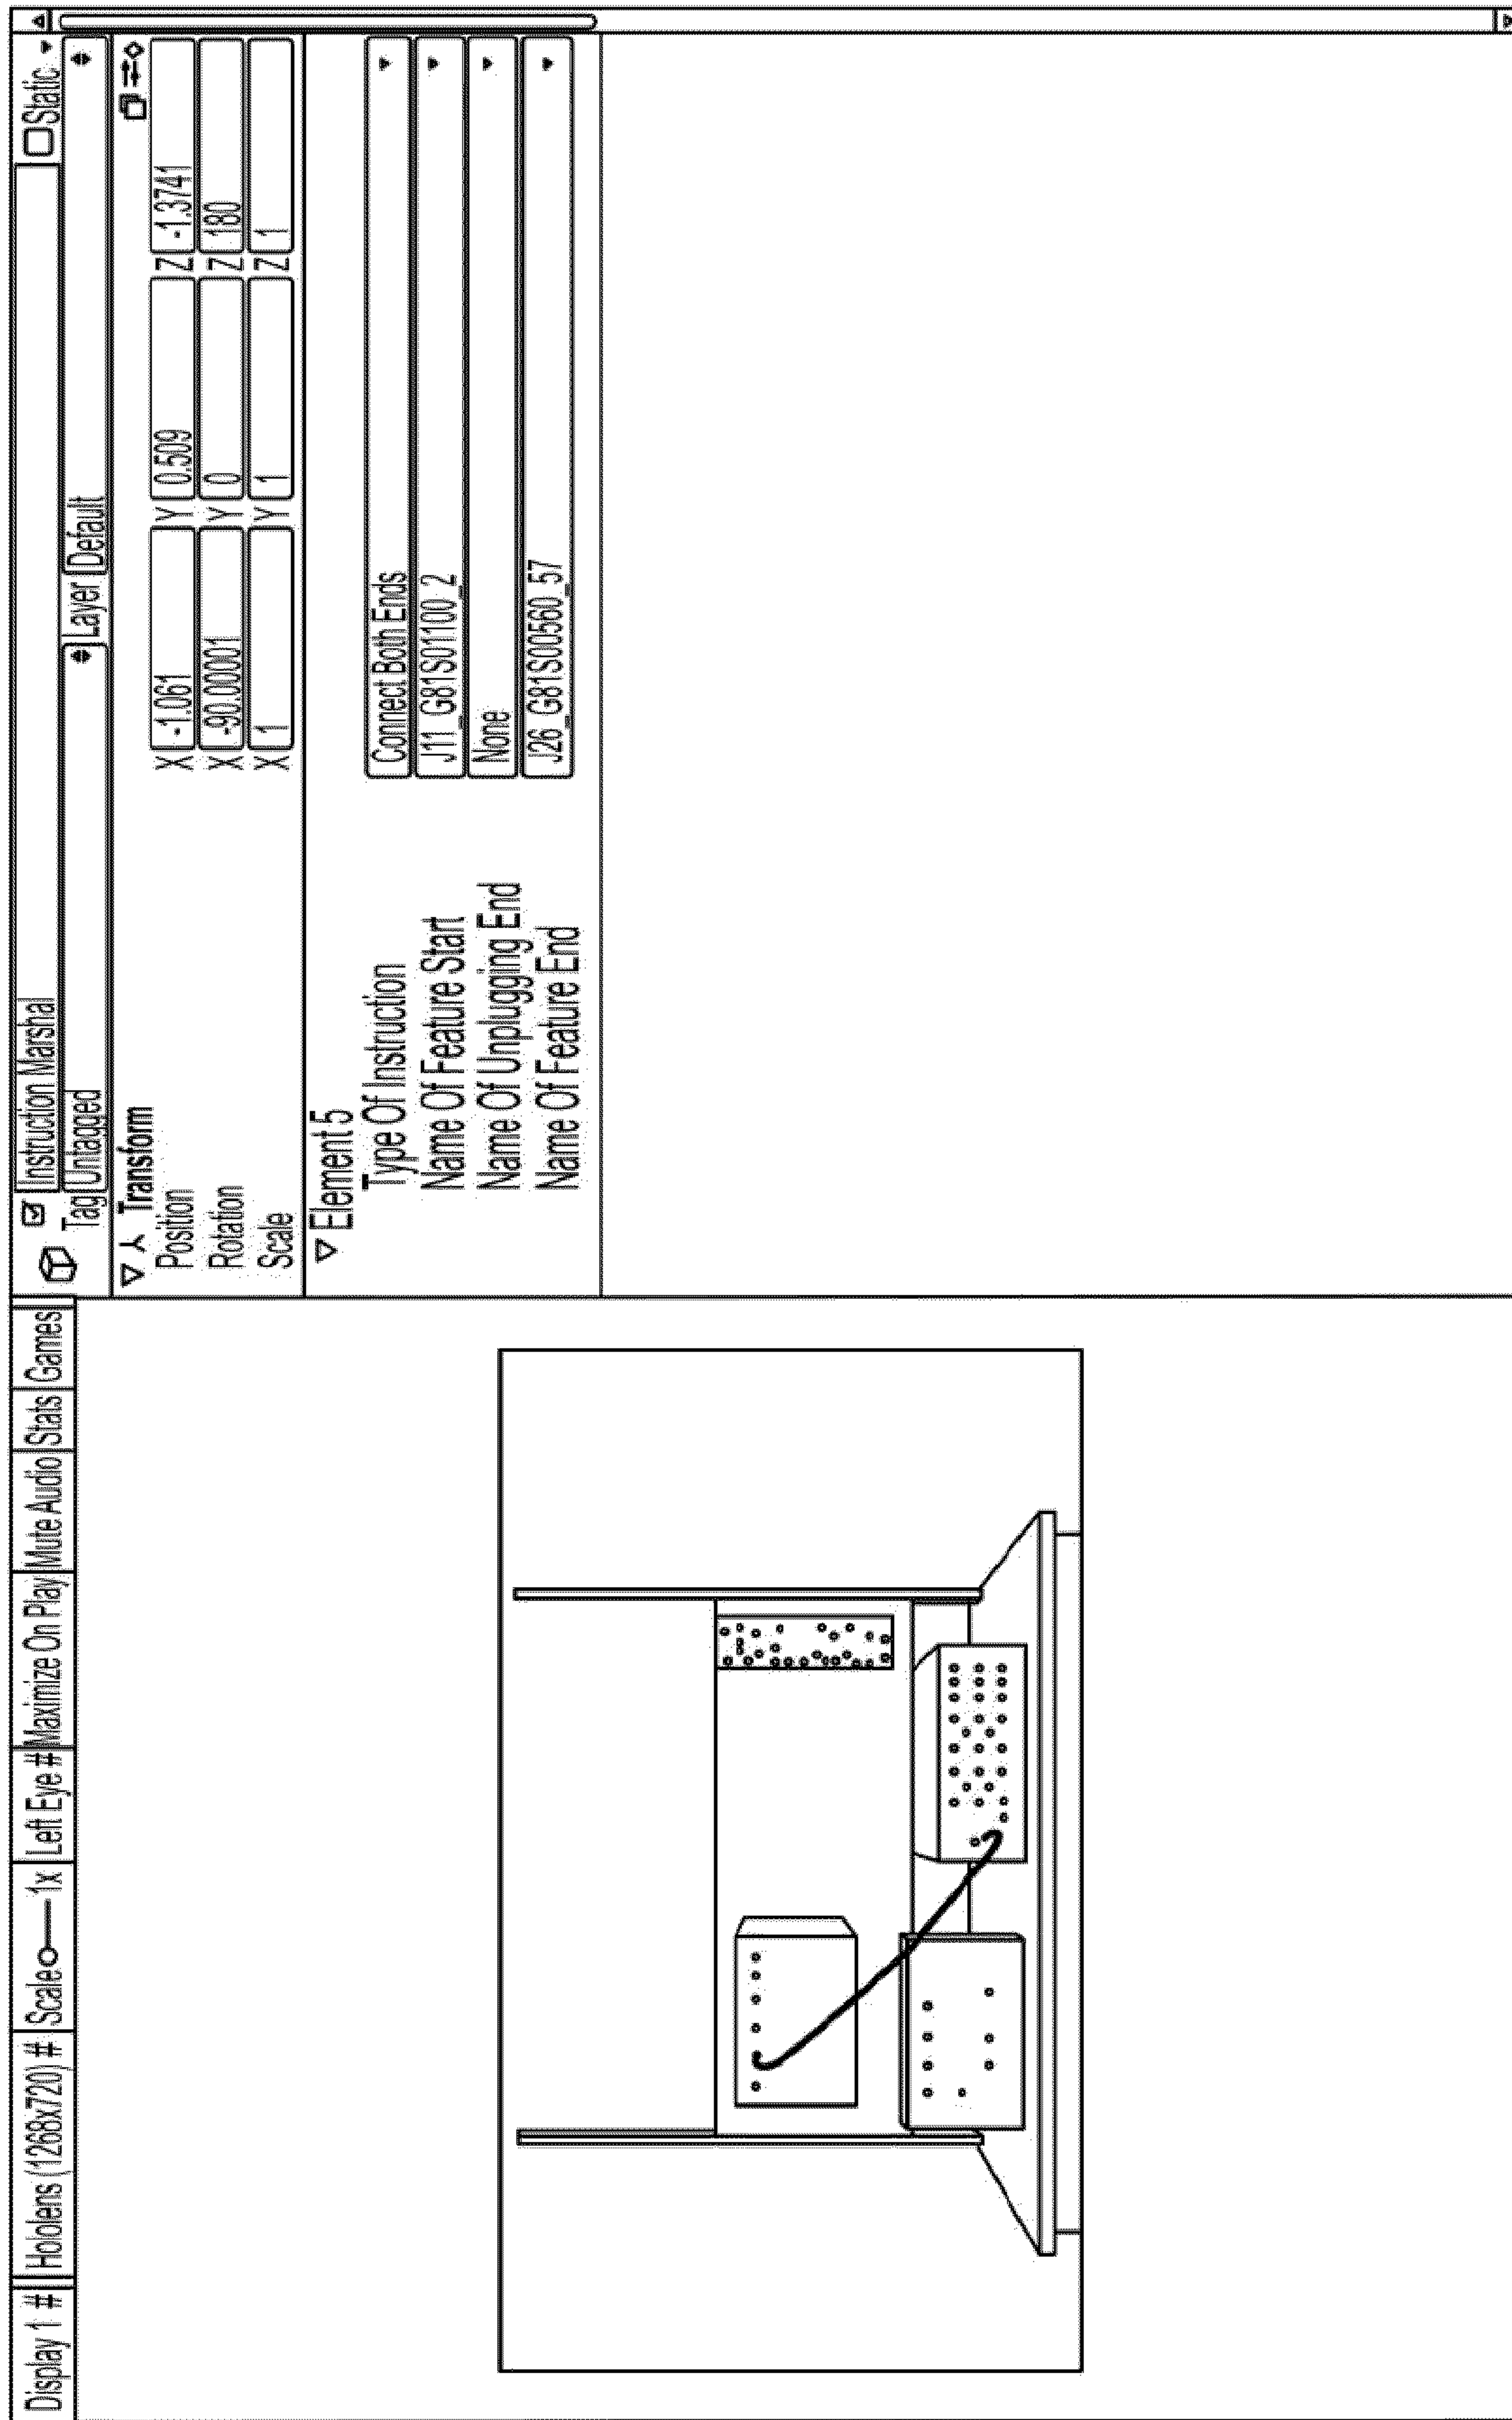 Display 1 # Hololens (1268x720) # Scale 1x Left Eye # Maximize On Play Mute Audio Stats Games
Instruction Marshal Static
Tag Untagged Layer Default
Transform
Position X -1.061 Y 0.509 Z -1.3741
Rotation X -90.00001 Y 0 Z 180
Scale X 1 Y 1 Z 1
Element 5
Type Of Instruction Connect Both Ends
Name Of Feature Start J11_G81S01100_2
Name Of Unplugging End None
Name Of Feature End J26_G81S00560_57